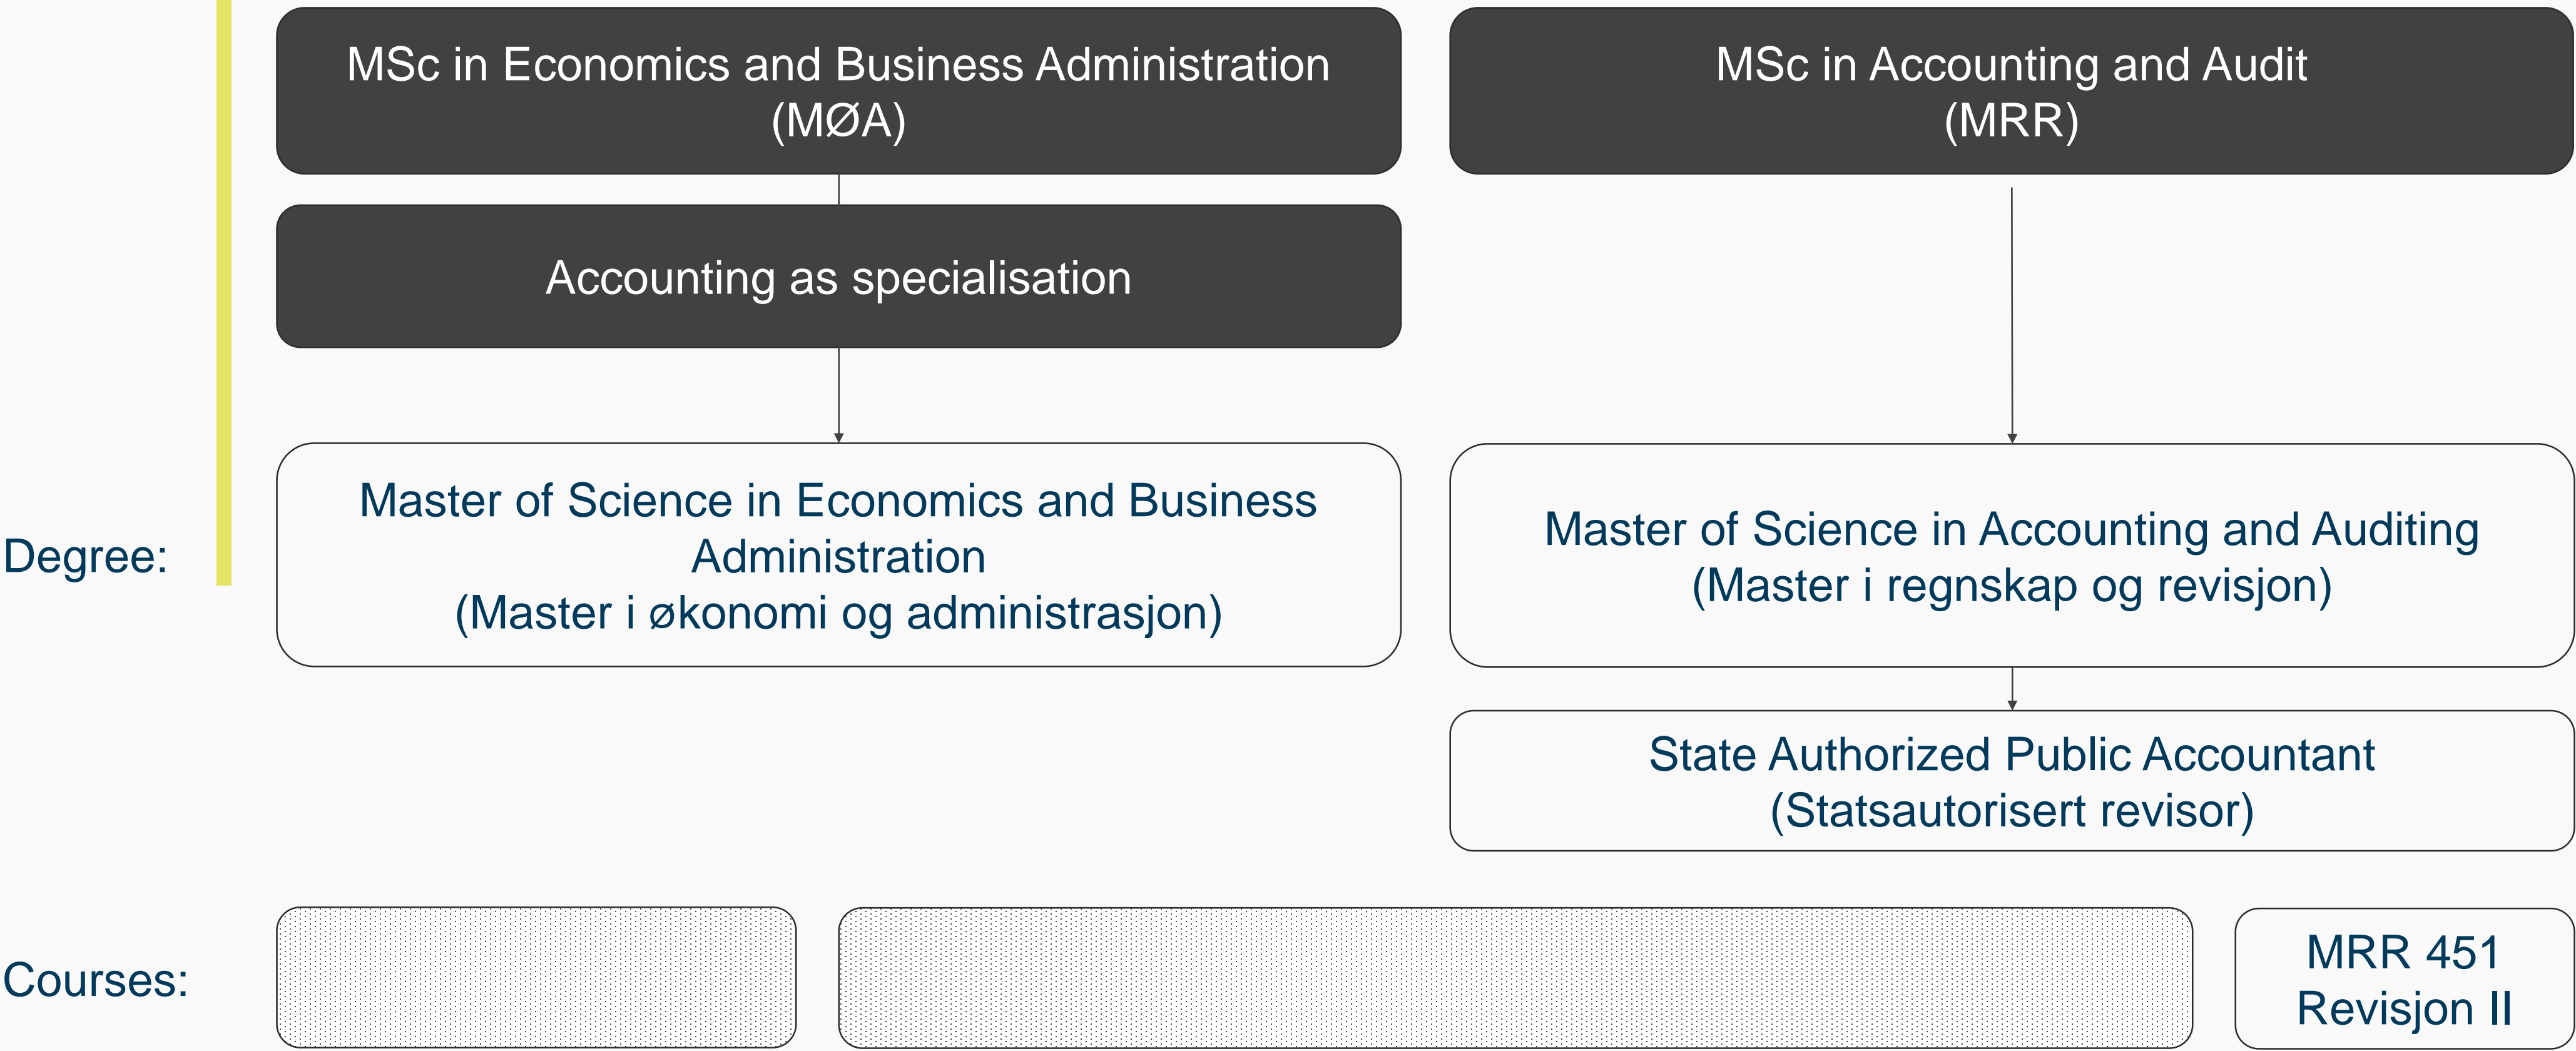 MSc in Economics and Business Administration
(MØA)
MSc in Accounting and Audit
(MRR)
Accounting as specialisation
Degree:
Master of Science in Economics and Business
Administration
(Master i økonomi og administrasjon)
Master of Science in Accounting and Auditing
(Master i regnskap og revisjon)
State Authorized Public Accountant
(Statsautorisert revisor)
Courses:
MRR 451
Revisjon II